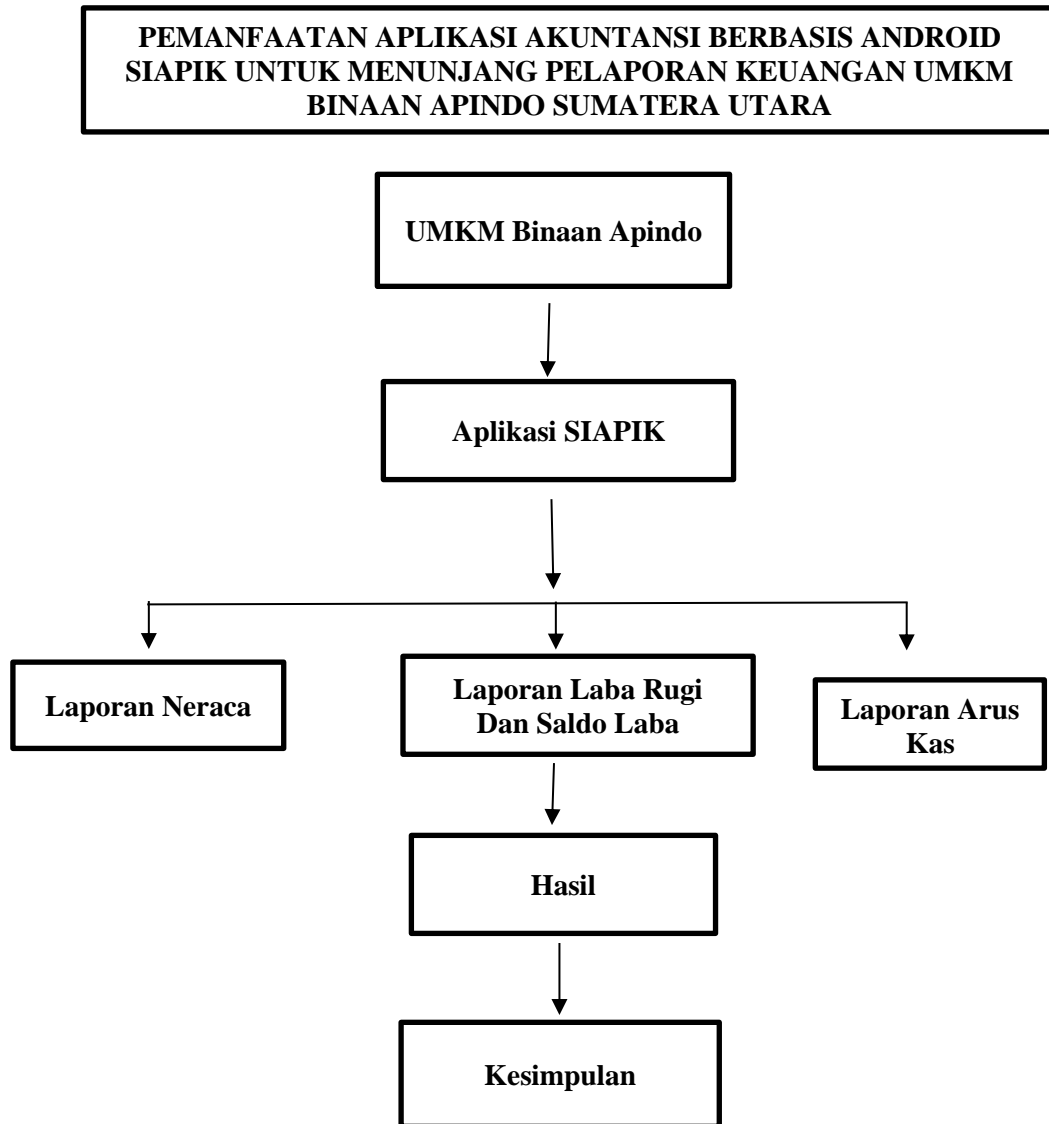 PEMANFAATAN APLIKASI AKUNTANSI BERBASIS ANDROID
SIAPIK UNTUK MENUNJANG PELAPORAN KEUANGAN UMKM
BINAAN APINDO SUMATERA UTARA
UMKM Binaan Apindo
Aplikasi SIAPIK
Laporan Neraca
Laporan Laba Rugi
Dan Saldo Laba
Laporan Arus
Kas
Hasil
Kesimpulan